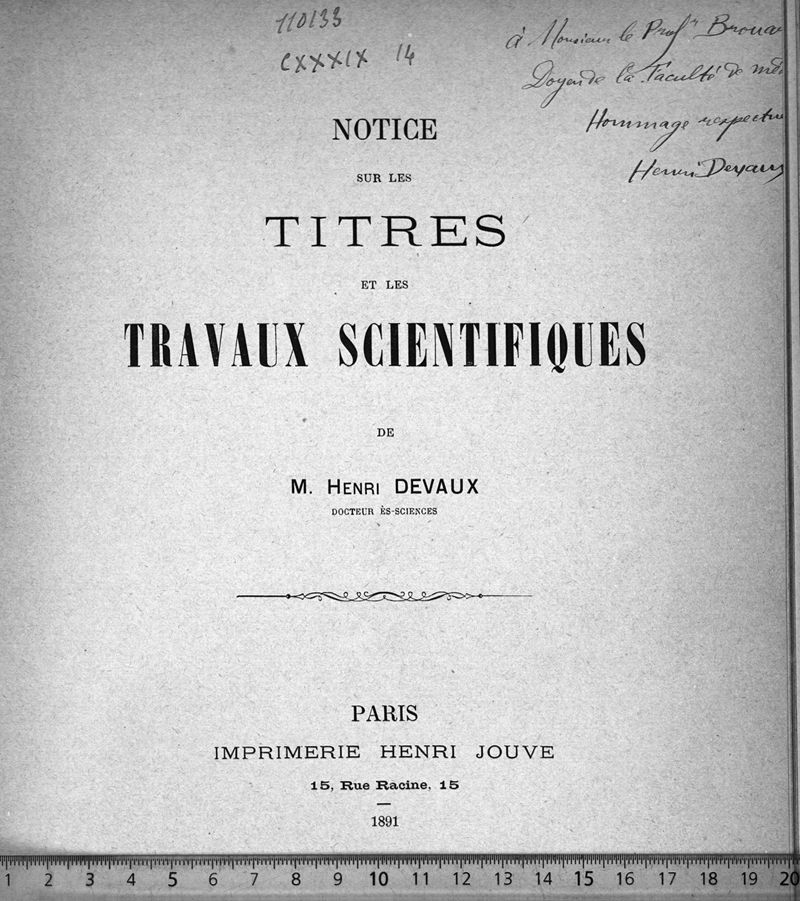 110133
CXXXIX 14
à Monsieur le Profr Broua
Doyen de la Faculté de méd
Hommage respectu
Henri Devaux
NOTICE
SUR LES
TITRES
ET LES
TRAVAUX SCIENTIFIQUES
DE
M. HENRI DEVAUX
DOCTEUR ÈS-SCIENCES
PARIS
IMPRIMERIE HENRI JOUVE
15, Rue Racine, 15
1891
1 2 3 4 5 6 7 8 9 10 11 12 13 14 15 16 17 18 19 20